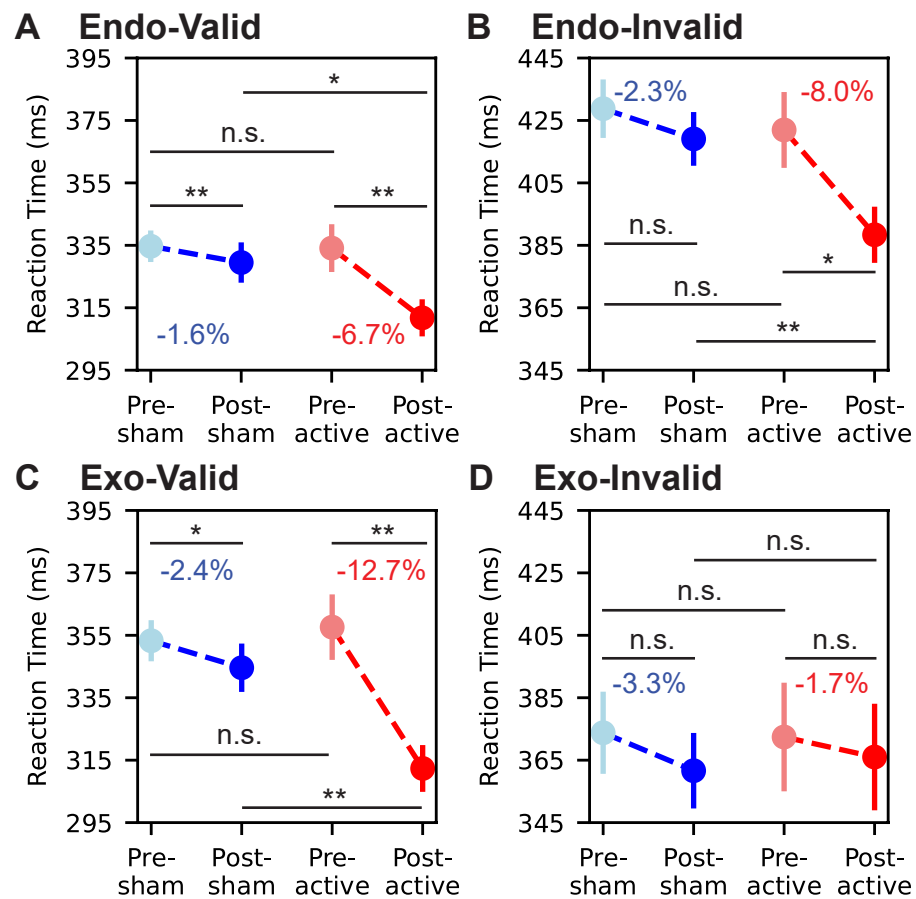 A Endo-Valid
395
375
355
335
315
295
Reaction Time (ms)
*
n.s.
**
**
-1.6%
-6.7%
Pre-
sham
Post-
sham
Pre-
active
Post-
active
B Endo-Invalid
445
425
405
385
365
345
Reaction Time (ms)
-2.3%
-8.0%
n.s.
*
n.s.
**
Pre-
sham
Post-
sham
Pre-
active
Post-
active
C Exo-Valid
395
375
355
335
315
295
Reaction Time (ms)
*
**
-2.4%
-12.7%
n.s.
**
Pre-
sham
Post-
sham
Pre-
active
Post-
active
D Exo-Invalid
445
425
405
385
365
345
Reaction Time (ms)
n.s.
n.s.
n.s.
n.s.
-3.3%
-1.7%
Pre-
sham
Post-
sham
Pre-
active
Post-
active